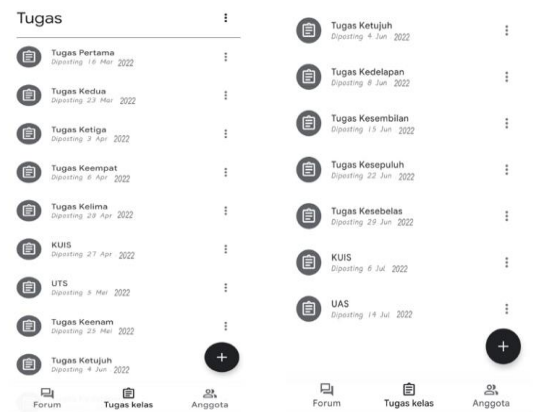 Tugas
Tugas Pertama
Diposting 16 Mar 2022
Tugas Kedua
Diposting 23 Mar 2022
Tugas Ketiga
Diposting 3 Apr 2022
Tugas Keempat
Diposting 6 Apr 2022
Tugas Kelima
Diposting 20 Apr 2022
KUIS
Diposting 27 Apr 2022
UTS
Diposting 5 Mei 2022
Tugas Keenam
Diposting 25 Mei 2022
Tugas Ketujuh
Diposting 4 Jun 2022
Forum
Tugas kelas
Anggota
Tugas Ketujuh
Diposting 4 Jun 2022
Tugas Kedelapan
Diposting 8 Jun 2022
Tugas Kesembilan
Diposting 15 Jun 2022
Tugas Kesepuluh
Diposting 22 Jun 2022
Tugas Kesebelas
Diposting 29 Jun 2022
KUIS
Diposting 6 Jul 2022
UAS
Diposting 14 Jul 2022
Forum
Tugas kelas
Anggota